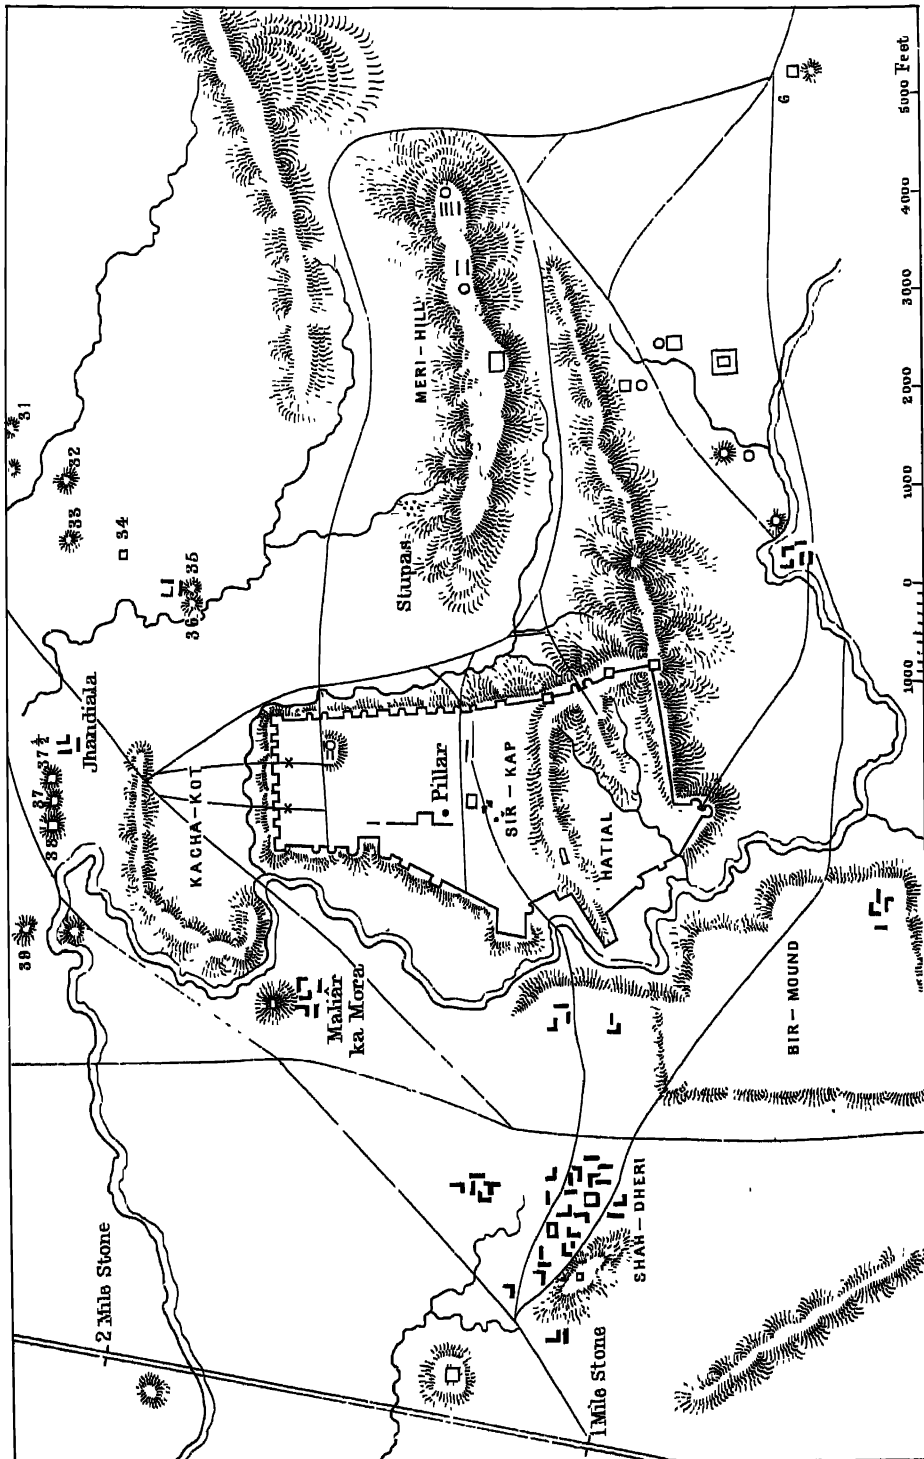 39
31
38
37
37½
33
32
Jhandiala
2 Mile Stone
34
36
35
KACHA-KOT
Maliâr
ka Mora
Stupas
MERI-HILL
Pillar
SIR-KAP
1 Mile Stone
HATIAL
SHAH-DHERI
BIR-MOUND
6
1000 0 1000 2000 3000 4000 5000 Feet